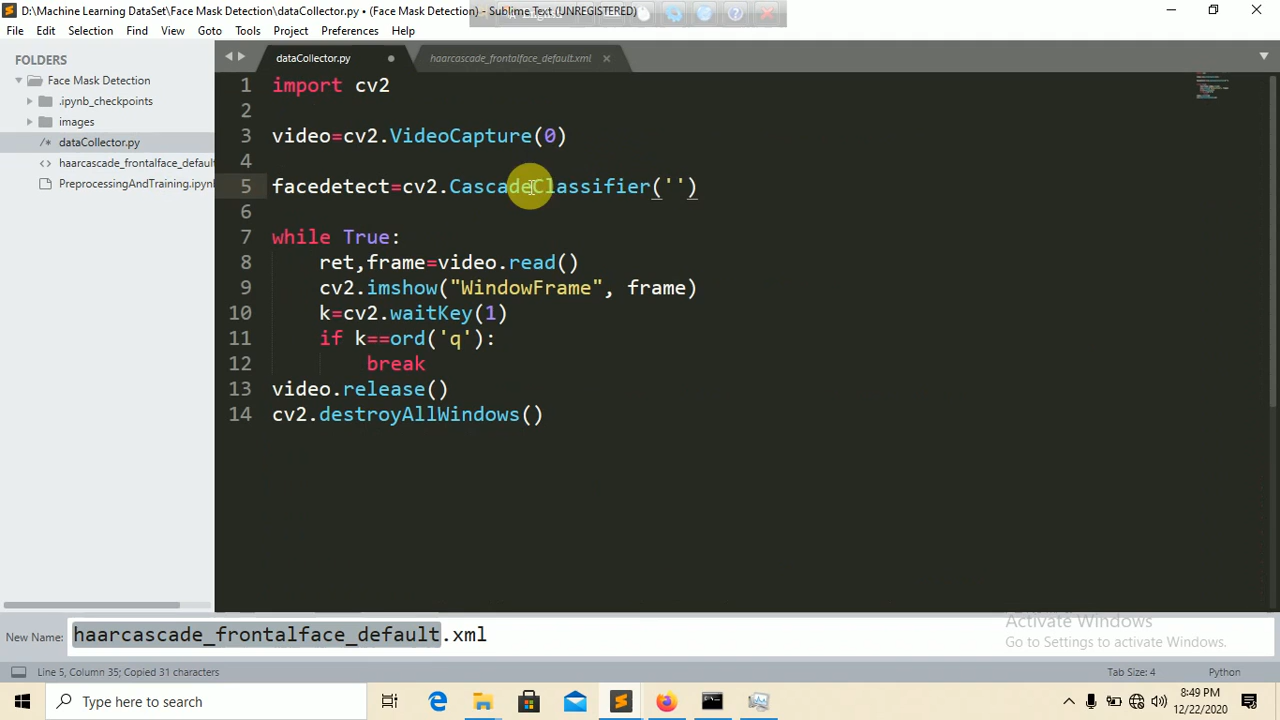 D:\Machine Learning DataSet\Face Mask Detection\dataCollector.py • (Face Mask Detection) - Sublime Text (UNREGISTERED)
File Edit Selection Find View Goto Tools Project Preferences Help
FOLDERS
Face Mask Detection
.ipynb_checkpoints
images
dataCollector.py
haarcascade_frontalface_default
PreprocessingAndTraining.ipynb
dataCollector.py
haarcascade_frontalface_default.xml
1 import cv2
2
3 video=cv2.VideoCapture(0)
4
5 facedetect=cv2.CascadeClassifier('')
6
7 while True:
8 ret,frame=video.read()
9 cv2.imshow("WindowFrame", frame)
10 k=cv2.waitKey(1)
11 if k==ord('q'):
12 break
13 video.release()
14 cv2.destroyAllWindows()
New Name: haarcascade_frontalface_default.xml
Activate Windows
Go to Settings to activate Windows.
Line 5, Column 35; Copied 31 characters
Tab Size: 4
Python
Type here to search
8:49 PM
12/22/2020